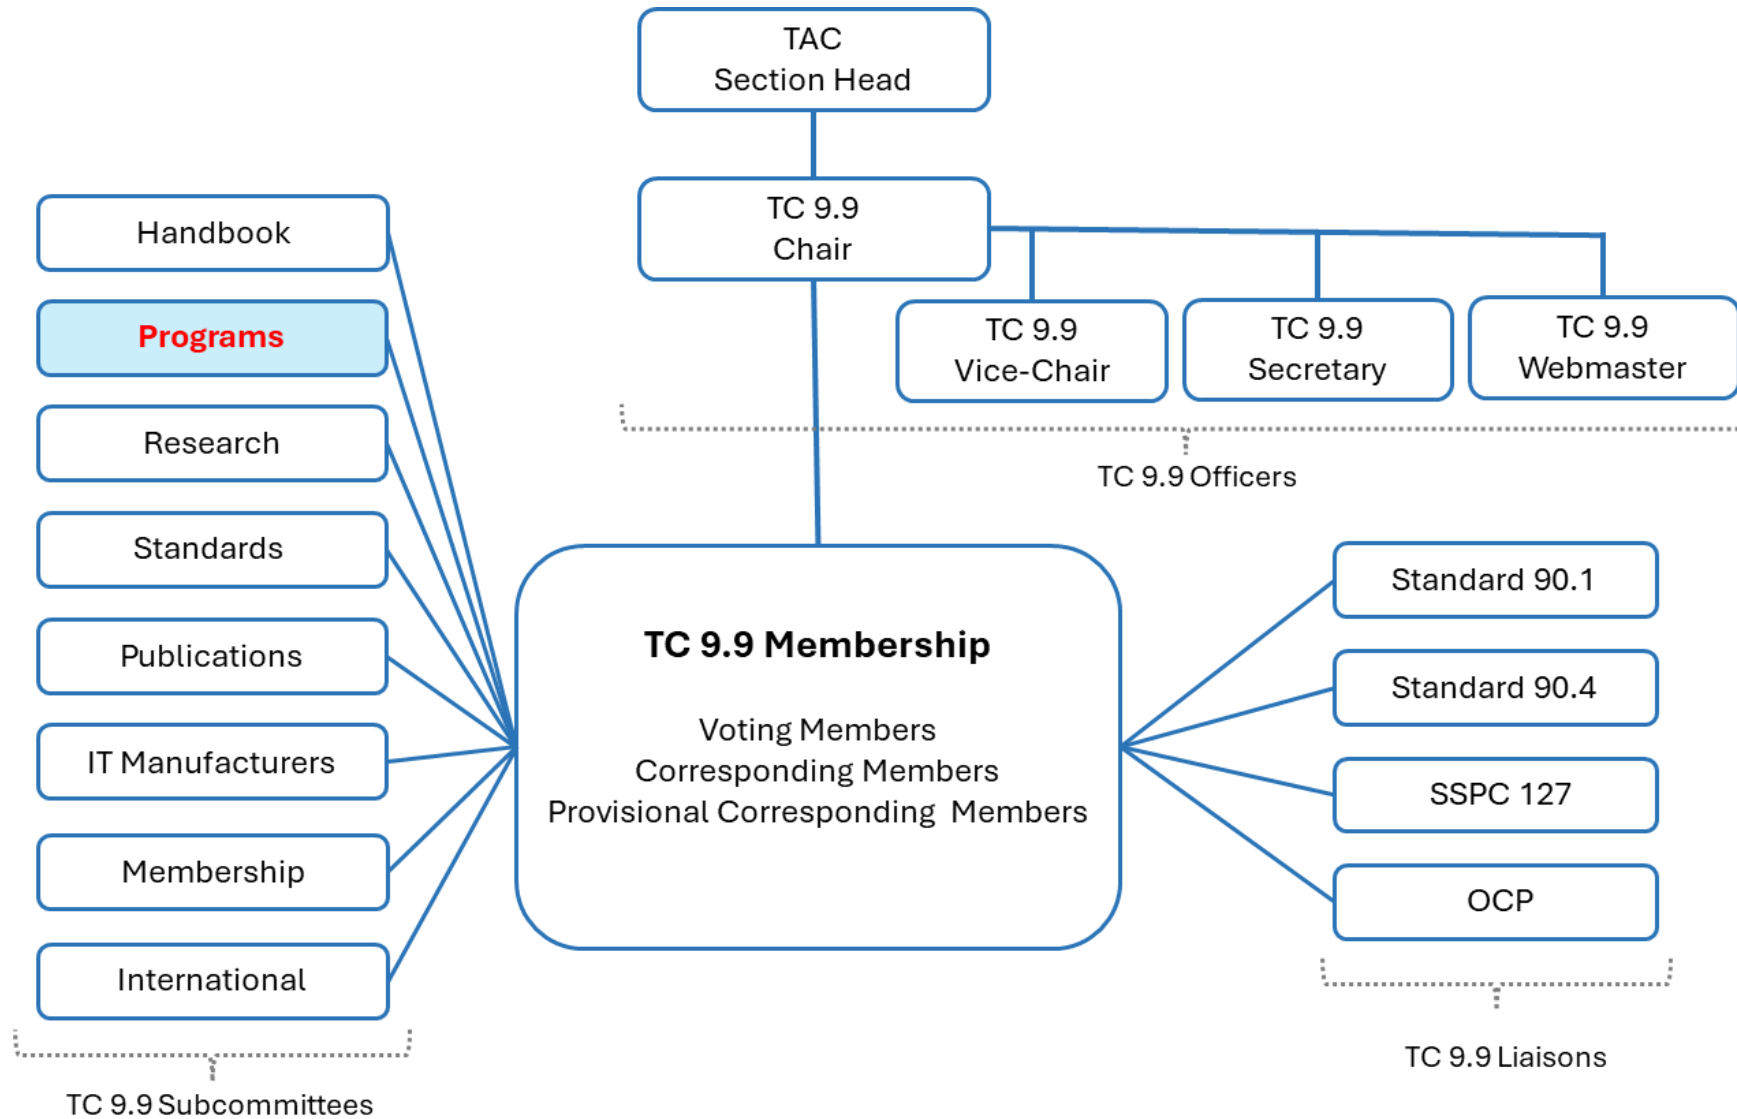 TAC
Section Head
TC 9.9
Chair
TC 9.9
Vice-Chair
TC 9.9
Secretary
TC 9.9
Webmaster
TC 9.9 Officers
Handbook
Programs
Research
Standards
Publications
IT Manufacturers
Membership
International
TC 9.9 Subcommittees
TC 9.9 Membership
Voting Members
Corresponding Members
Provisional Corresponding Members
Standard 90.1
Standard 90.4
SSPC 127
OCP
TC 9.9 Liaisons